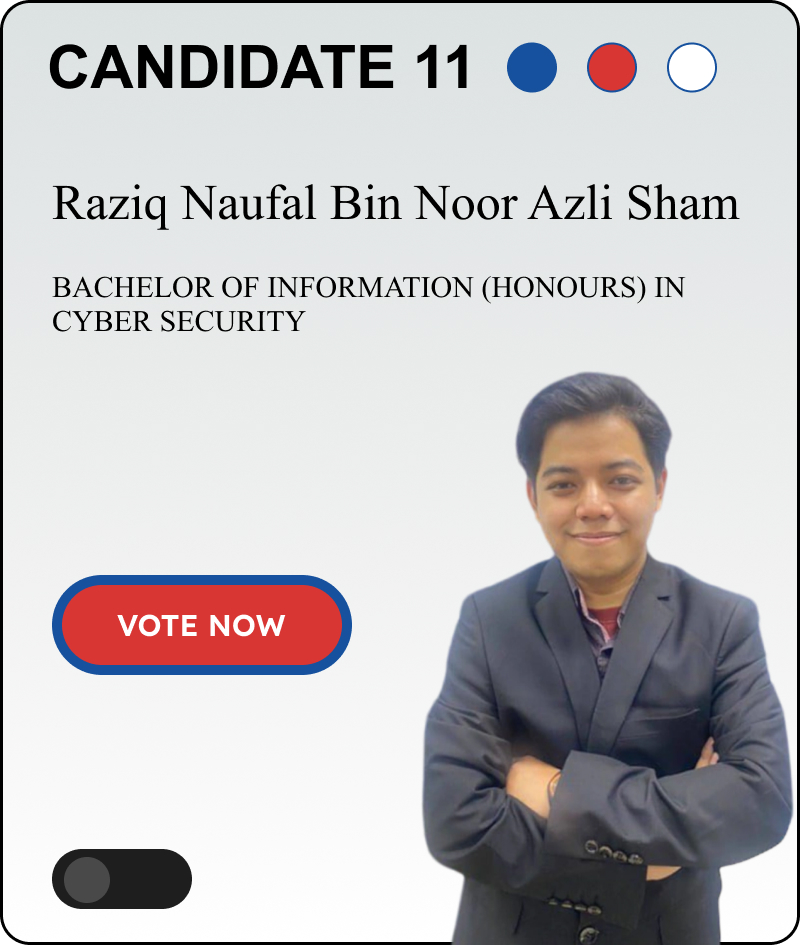 CANDIDATE 11
Raziq Naufal Bin Noor Azli Sham
BACHELOR OF INFORMATION (HONOURS) IN
CYBER SECURITY
VOTE NOW